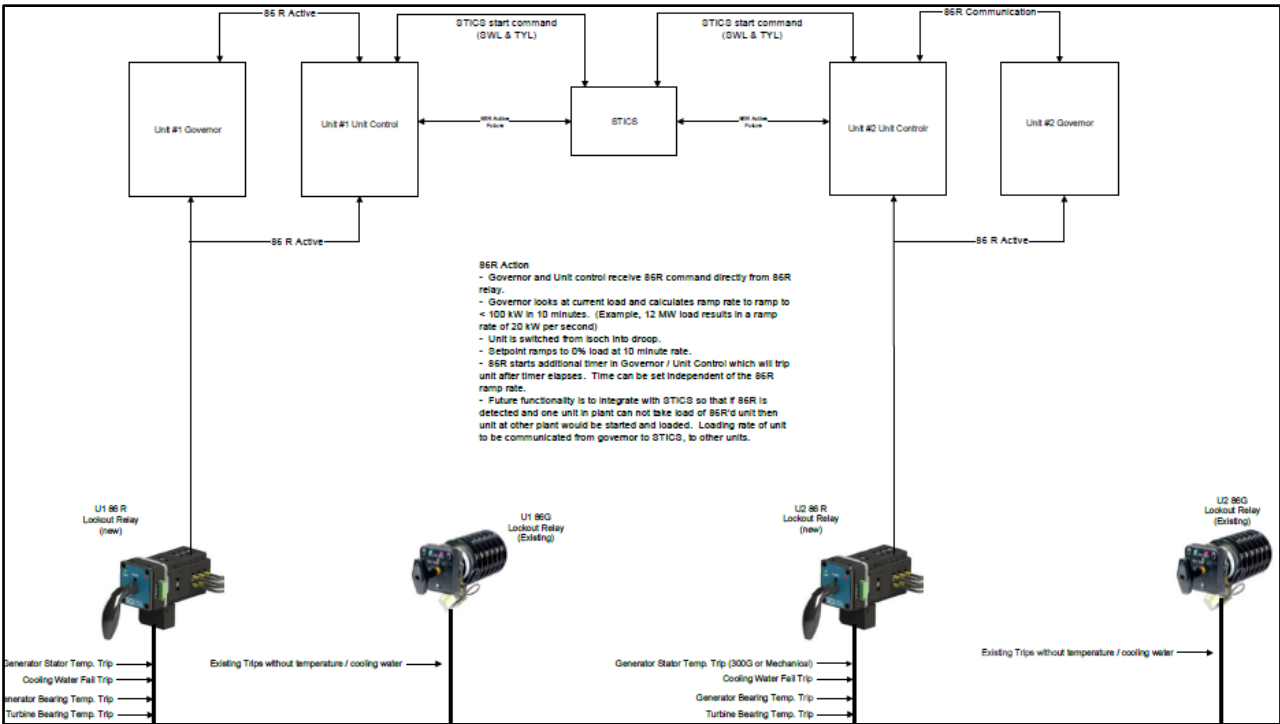 86 R Active
STICS start command
(SWL & TYL)
STICS start command
(SWL & TYL)
86R Communication
Unit #1 Governor
Unit #1 Unit Control
86R Active
Future
STICS
86R Active
Future
Unit #2 Unit Controlr
Unit #2 Governor
86 R Active
86 R Active
86R Action
- Governor and Unit control receive 86R command directly from 86R
relay.
- Governor looks at current load and calculates ramp rate to ramp to
< 100 kW in 10 minutes. (Example, 12 MW load results in a ramp
rate of 20 kW per second)
- Unit is switched from Isoch into droop.
- Setpoint ramps to 0% load at 10 minute rate.
- 86R starts additional timer in Governor / Unit Control which will trip
unit after timer elapses. Time can be set independent of the 86R
ramp rate.
- Future functionality is to integrate with STICS so that if 86R is
detected and one unit in plant can not take load of 86R'd unit then
unit at other plant would be started and loaded. Loading rate of unit
to be communicated from governor to STICS, to other units.
U1 86 R
Lockout Relay
(new)
U1 86G
Lockout Relay
(Existing)
U2 86 R
Lockout Relay
(new)
U2 86G
Lockout Relay
(Existing)
Generator Stator Temp. Trip
Cooling Water Fail Trip
enerator Bearing Temp. Trip
Turbine Bearing Temp. Trip
Existing Trips without temperature / cooling water
Generator Stator Temp. Trip (300G or Mechanical)
Cooling Water Fail Trip
Generator Bearing Temp. Trip
Turbine Bearing Temp. Trip
Existing Trips without temperature / cooling water